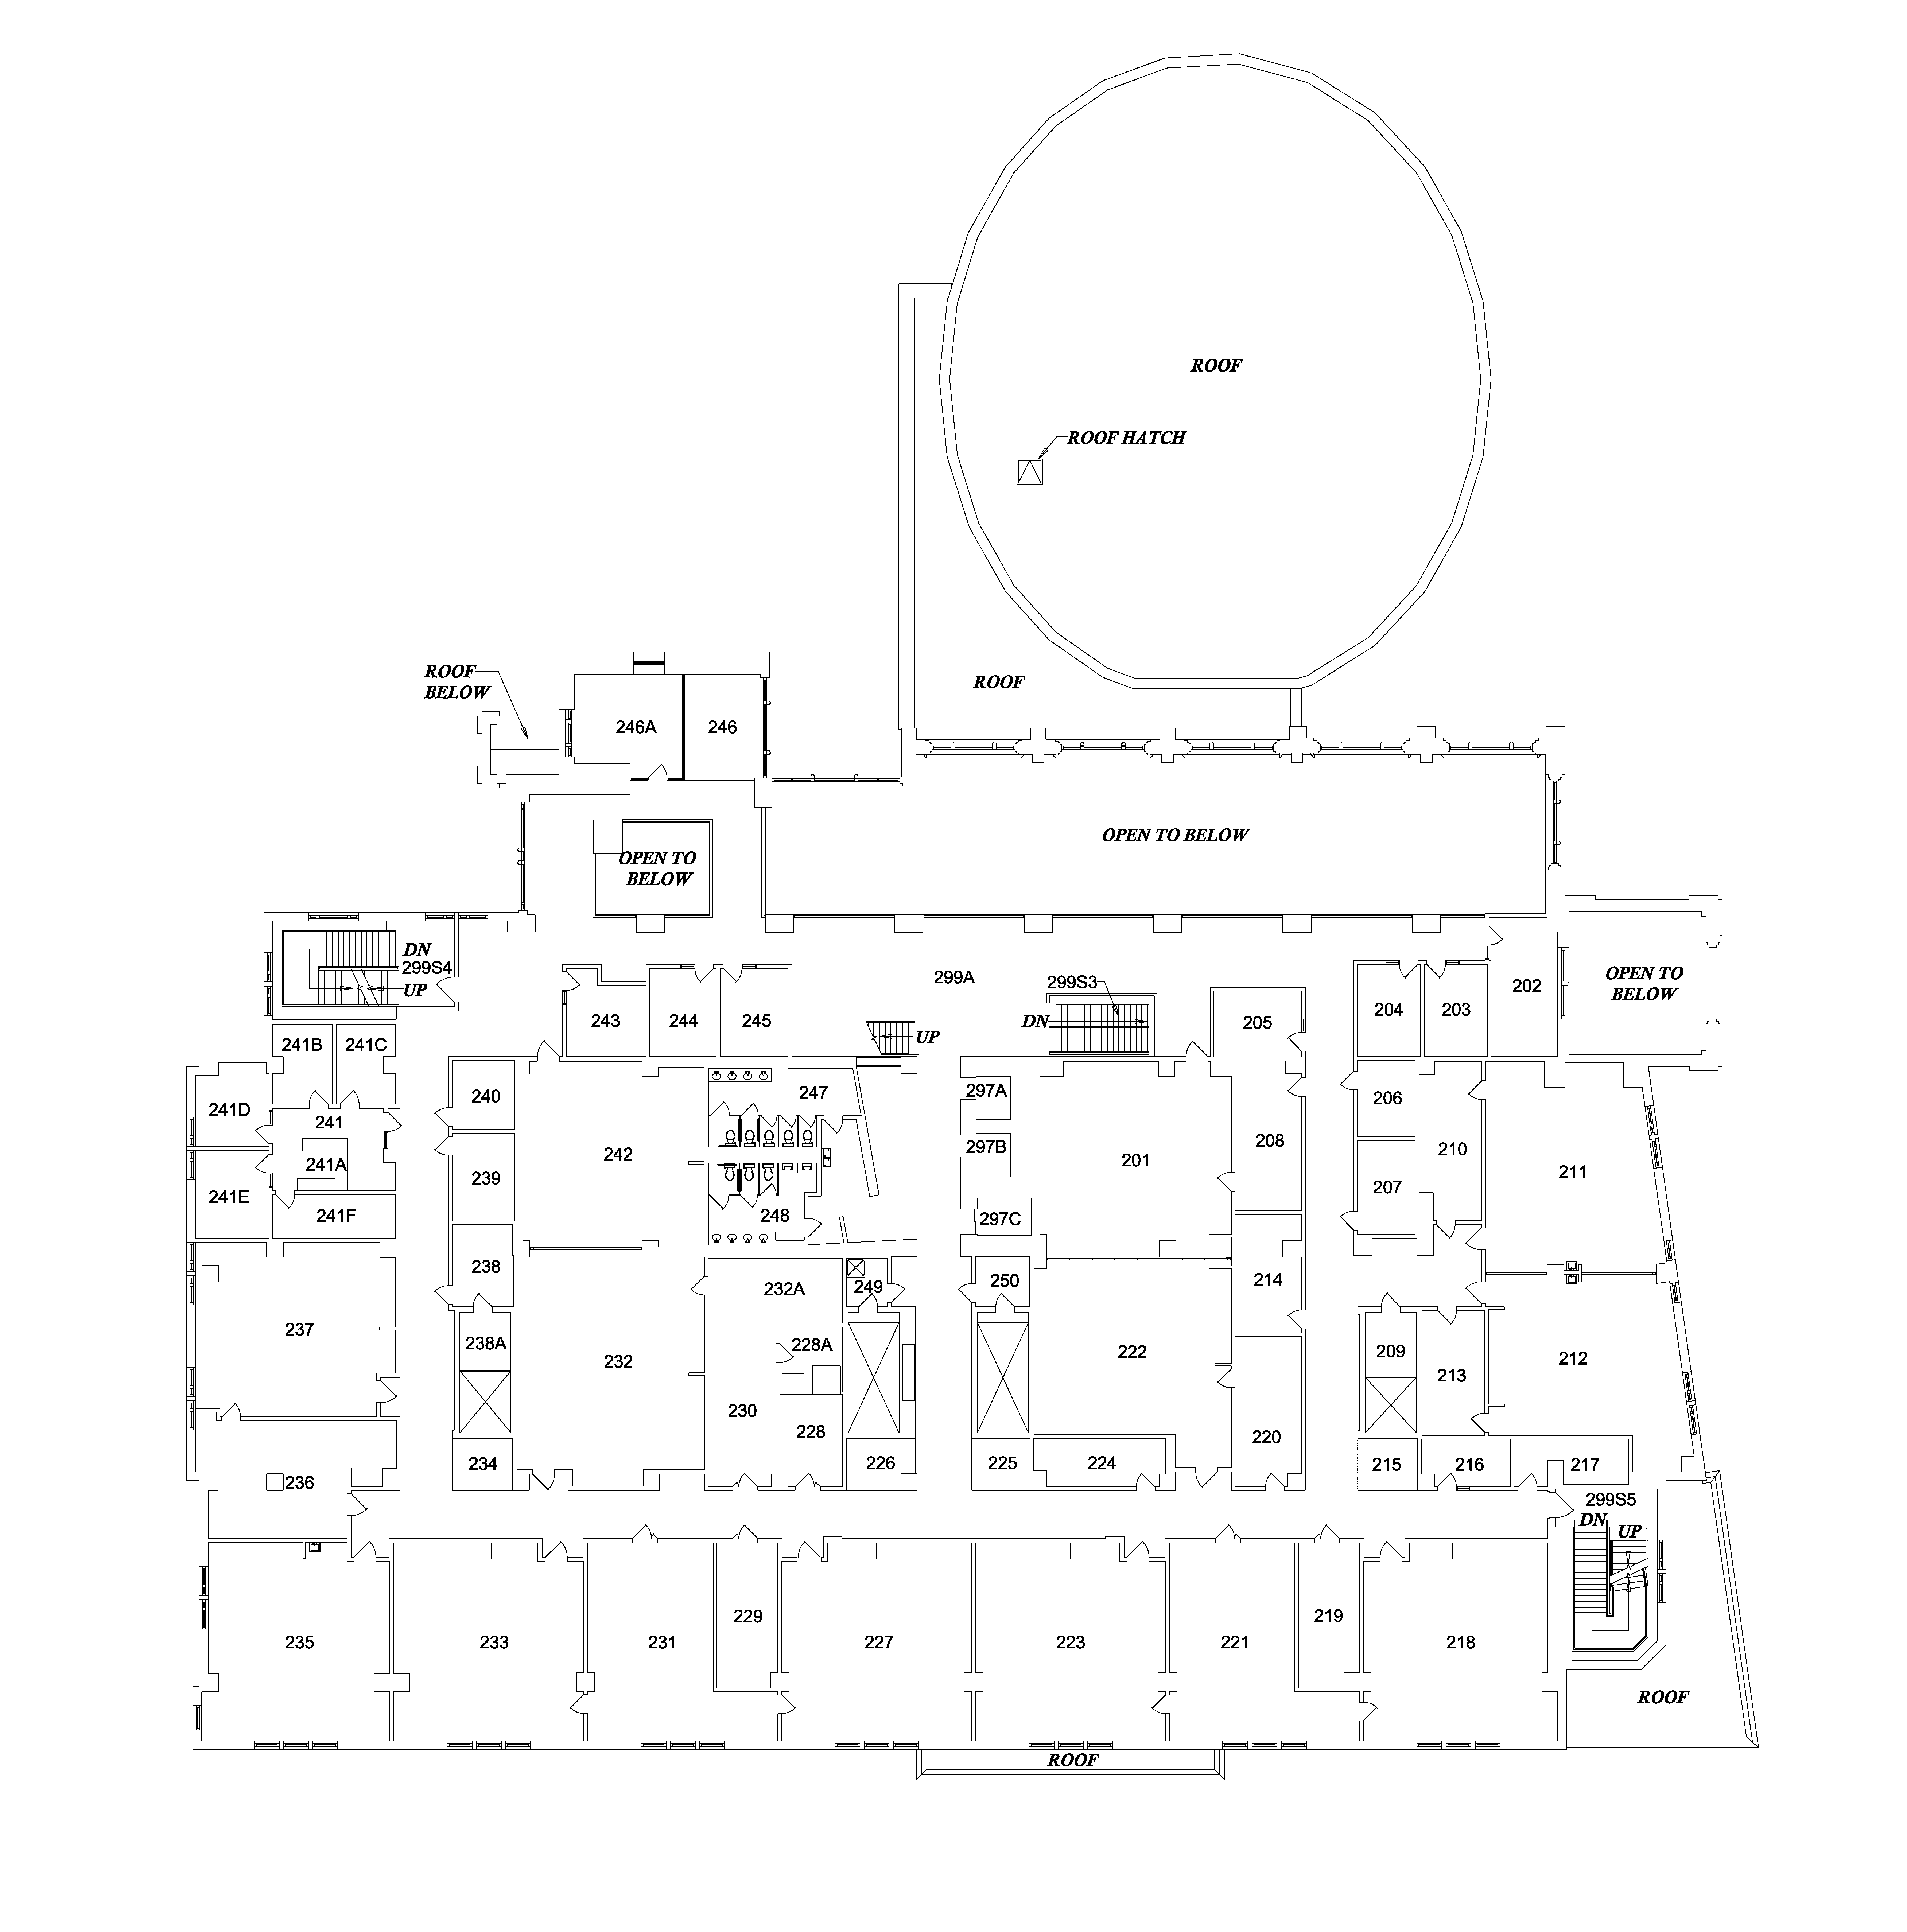 ROOF
ROOF HATCH
ROOF
BELOW
ROOF
246A
246
OPEN TO BELOW
OPEN TO
BELOW
DN
299S4
UP
299A
299S3
DN
UP
OPEN TO
BELOW
202
204
203
205
243
244
245
241B
241C
241D
241
241A
241E
241F
240
239
238
242
247
248
297A
297B
297C
201
208
206
207
210
211
237
238A
232
232A
249
250
222
214
209
213
212
230
228A
228
220
236
234
226
225
224
215
216
217
299S5
DN
UP
235
233
231
229
227
223
221
219
218
ROOF
ROOF